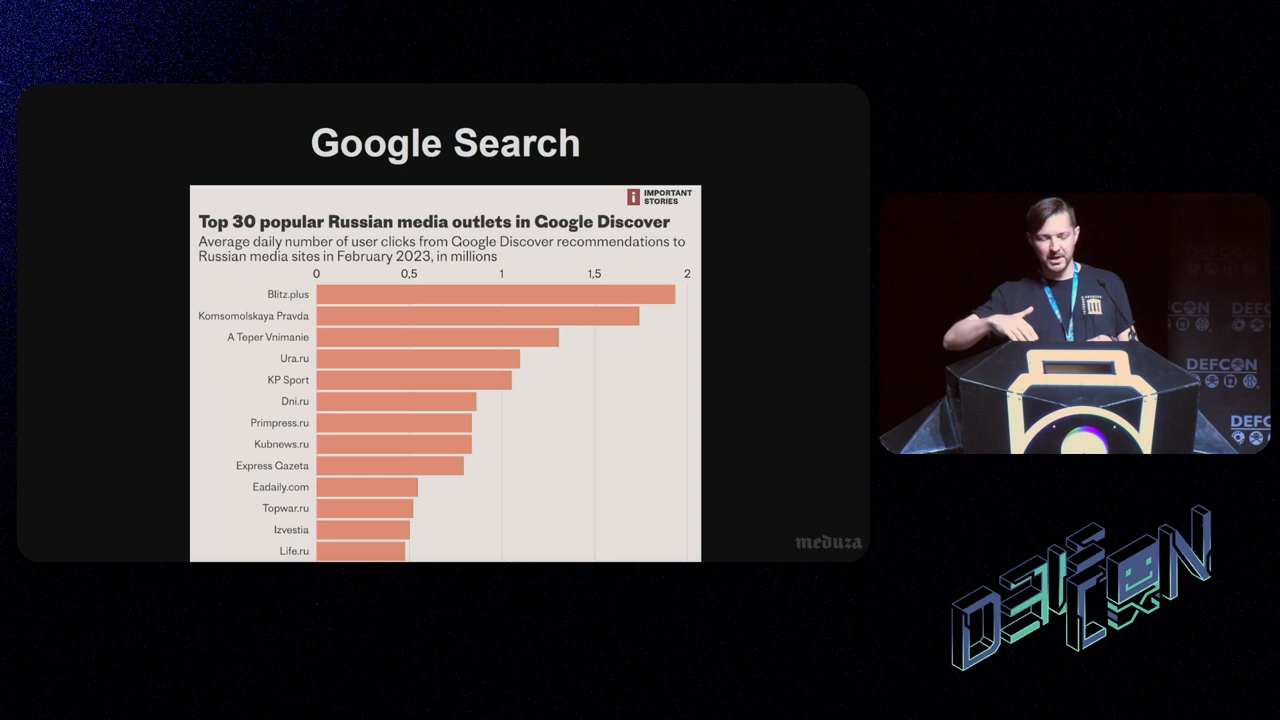 Google Search
IMPORTANT
STORIES
Top 30 popular Russian media outlets in Google Discover
Average daily number of user clicks from Google Discover recommendations to
Russian media sites in February 2023, in millions
0 0,5 1 1,5 2
Blitz.plus
Komsomolskaya Pravda
A Teper Vnimanie
Ura.ru
KP Sport
Dni.ru
Primpress.ru
Kubnews.ru
Express Gazeta
Eadaily.com
Topwar.ru
Izvestia
Life.ru
meduza
DEFCON
DEFCON
DEFCON